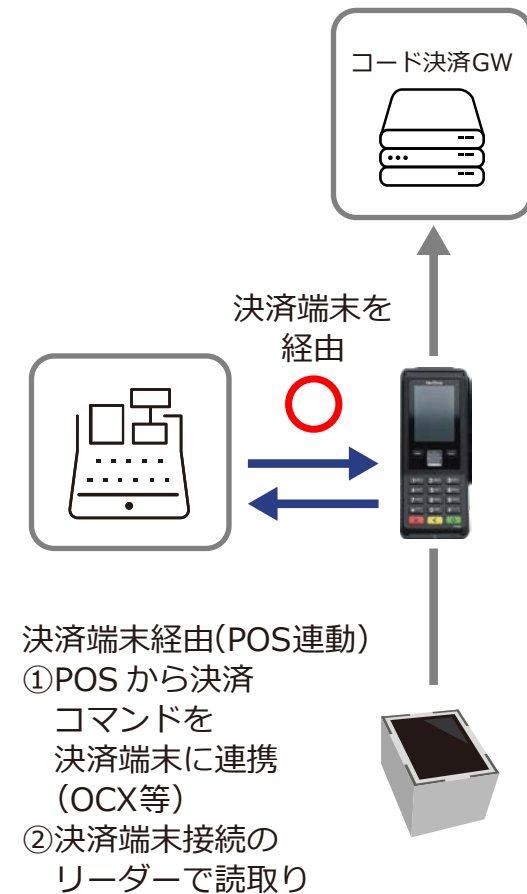 コード決済GW
決済端末を
経由
決済端末経由(POS連動)
①POS から決済
コマンドを
決済端末に連携
（OCX等）
②決済端末接続の
リーダーで読取り